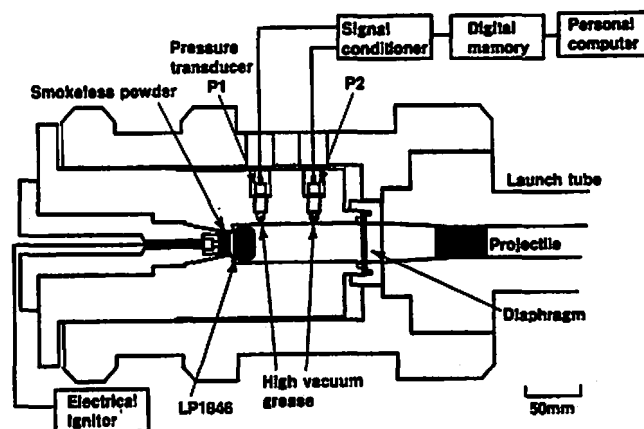 Signal
conditioner
Digital
memory
Personal
computer
Pressure
transducer
P1
P2
Smokeless powder
Launch tube
Projectile
Diaphragm
High vacuum
grease
LP1846
Electrical
Ignitor
50mm